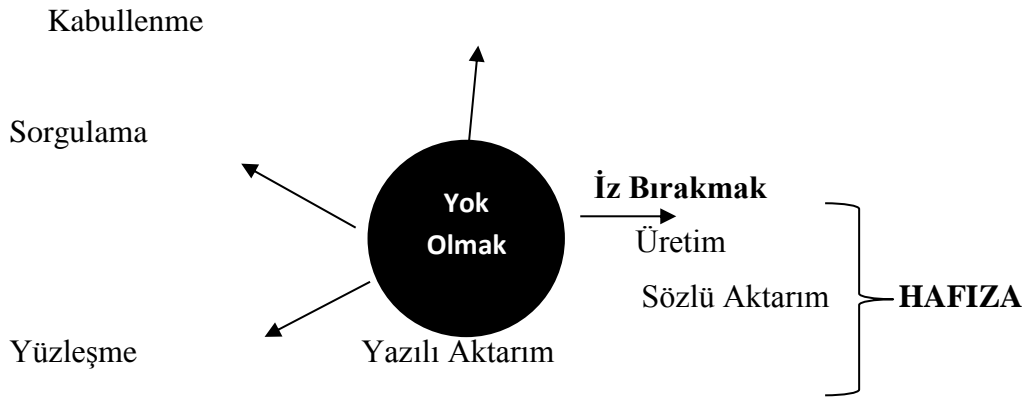 Kabullenme
Sorgulama
Yok
Olmak
İz Bırakmak
Üretim
Sözlü Aktarım
HAFIZA
Yüzleşme
Yazılı Aktarım